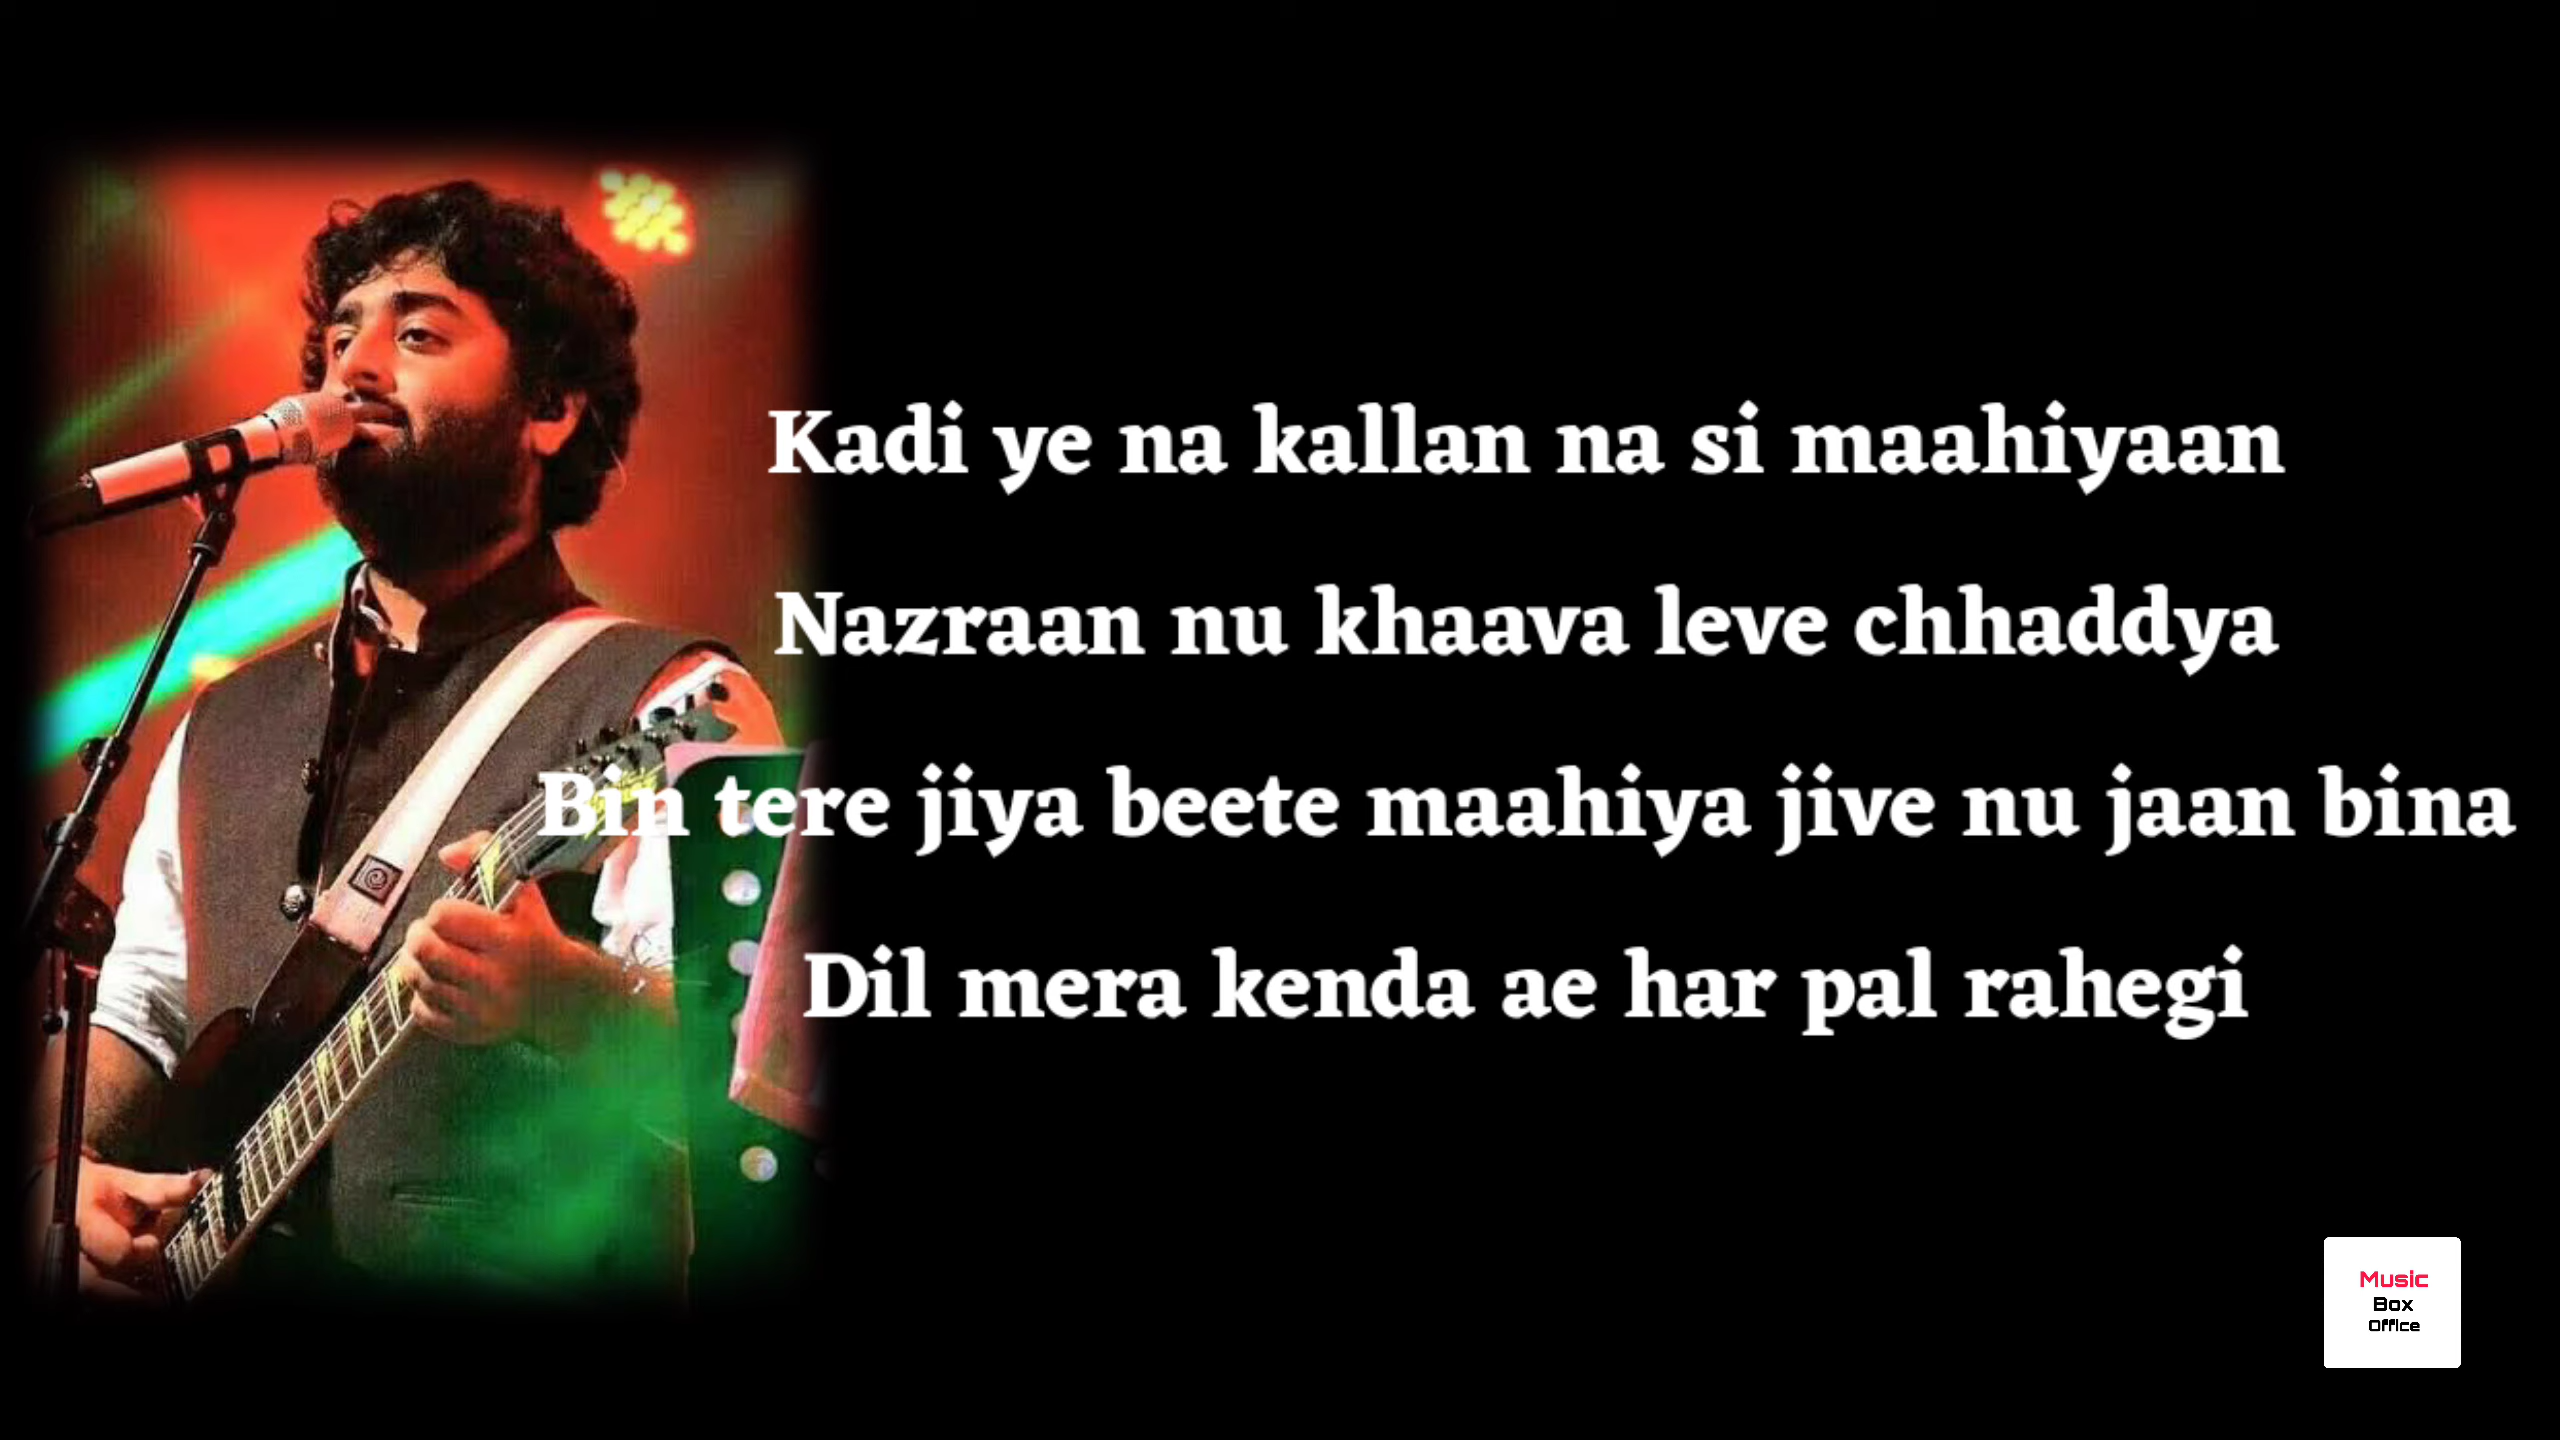 Kadi ye na kallan na si maahiyaan
Nazraan nu khaava leve chhaddya
Bin tere jiya beete maahiya jive nu jaan bina
Dil mera kenda ae har pal rahegi
Music
Box
Office